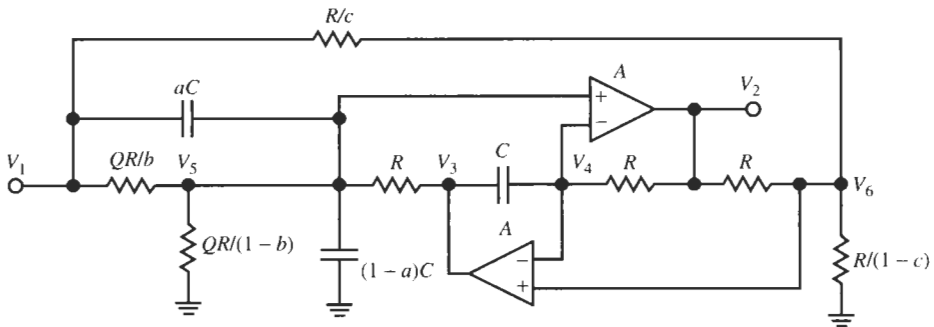 R/c
aC
A
V2
+
−
V1
QR/b
V5
R
V3
C
V4
R
R
V6
A
QR/(1 − b)
(1 − a)C
−
+
R/(1 − c)